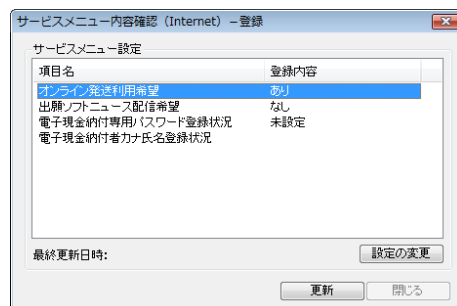 サービスメニュー内容確認（Internet）－登録
サービスメニュー設定
項目名 登録内容
オンライン発送利用希望 あり
出願ソフトニュース配信希望 なし
電子現金納付専用パスワード登録状況 未設定
電子現金納付者カナ氏名登録状況
最終更新日時: 設定の変更
更新 閉じる